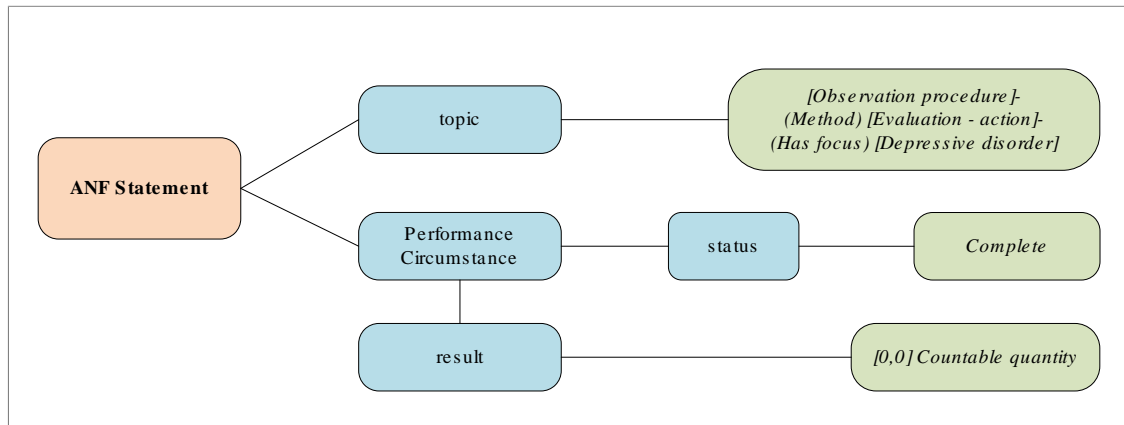 [Observation procedure]-
topic
(Method) [Evaluation - action]-
(Has focus) [Depressive disorder]
ANF Statement
Performance
Circumstance
status
Complete
result
[0,0] Countable quantity